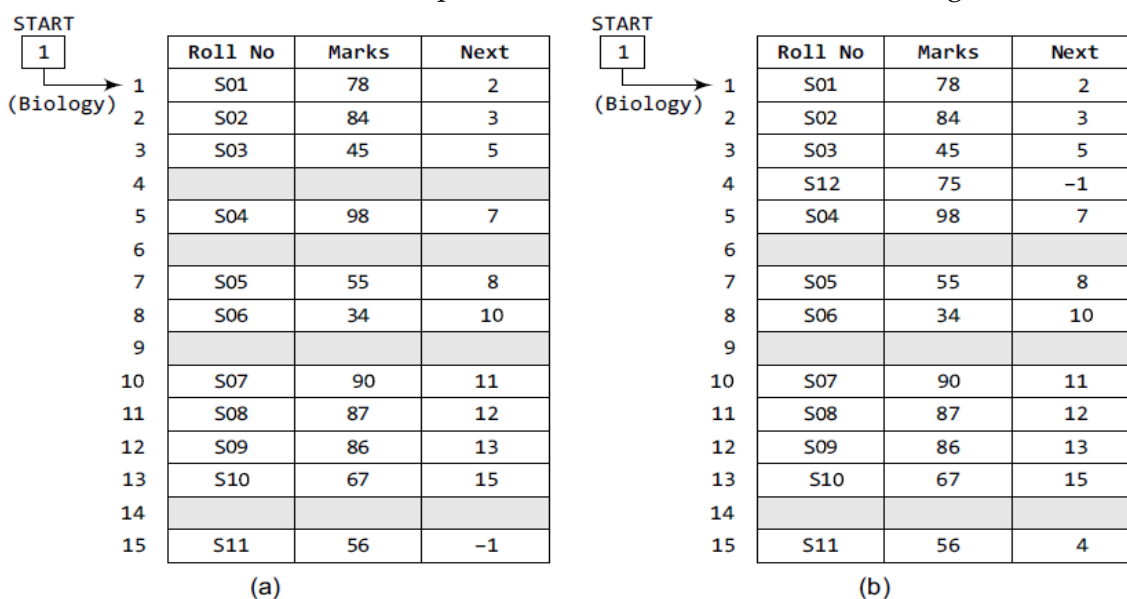 START START
1 Roll No Marks Next 1 Roll No Marks Next
1 S01 78 2 1 S01 78 2
(Biology) 2 S02 84 3 (Biology) 2 S02 84 3
3 S03 45 5 3 S03 45 5
4 4 S12 75 −1
5 S04 98 7 5 S04 98 7
6 6
7 S05 55 8 7 S05 55 8
8 S06 34 10 8 S06 34 10
9 9
10 S07 90 11 10 S07 90 11
11 S08 87 12 11 S08 87 12
12 S09 86 13 12 S09 86 13
13 S10 67 15 13 S10 67 15
14 14
15 S11 56 −1 15 S11 56 4
(a) (b)